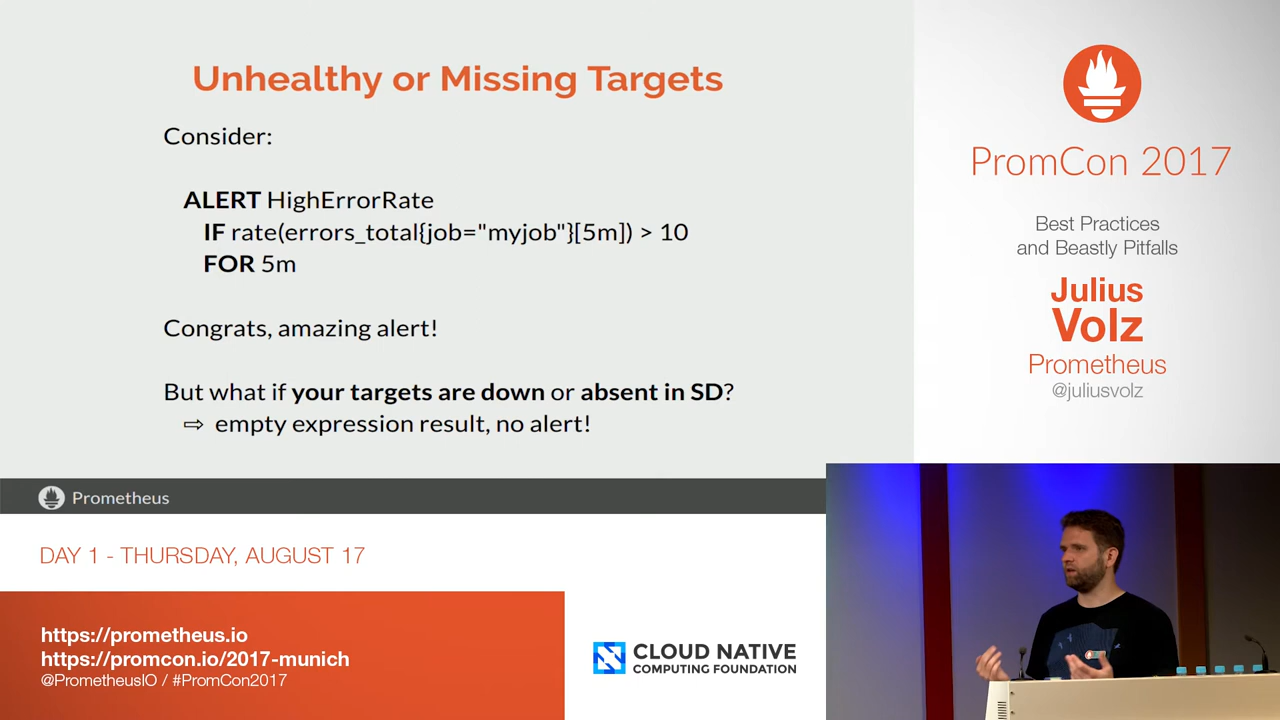 Unhealthy or Missing Targets
Consider:
ALERT HighErrorRate
IF rate(errors_total{job="myjob"}[5m]) > 10
FOR 5m
Congrats, amazing alert!
But what if your targets are down or absent in SD?
⇨ empty expression result, no alert!
Prometheus
PromCon 2017
Best Practices
and Beastly Pitfalls
Julius
Volz
Prometheus
@juliusvolz
DAY 1 - THURSDAY, AUGUST 17
https://prometheus.io
https://promcon.io/2017-munich
@PrometheusIO / #PromCon2017
CLOUD NATIVE
COMPUTING FOUNDATION